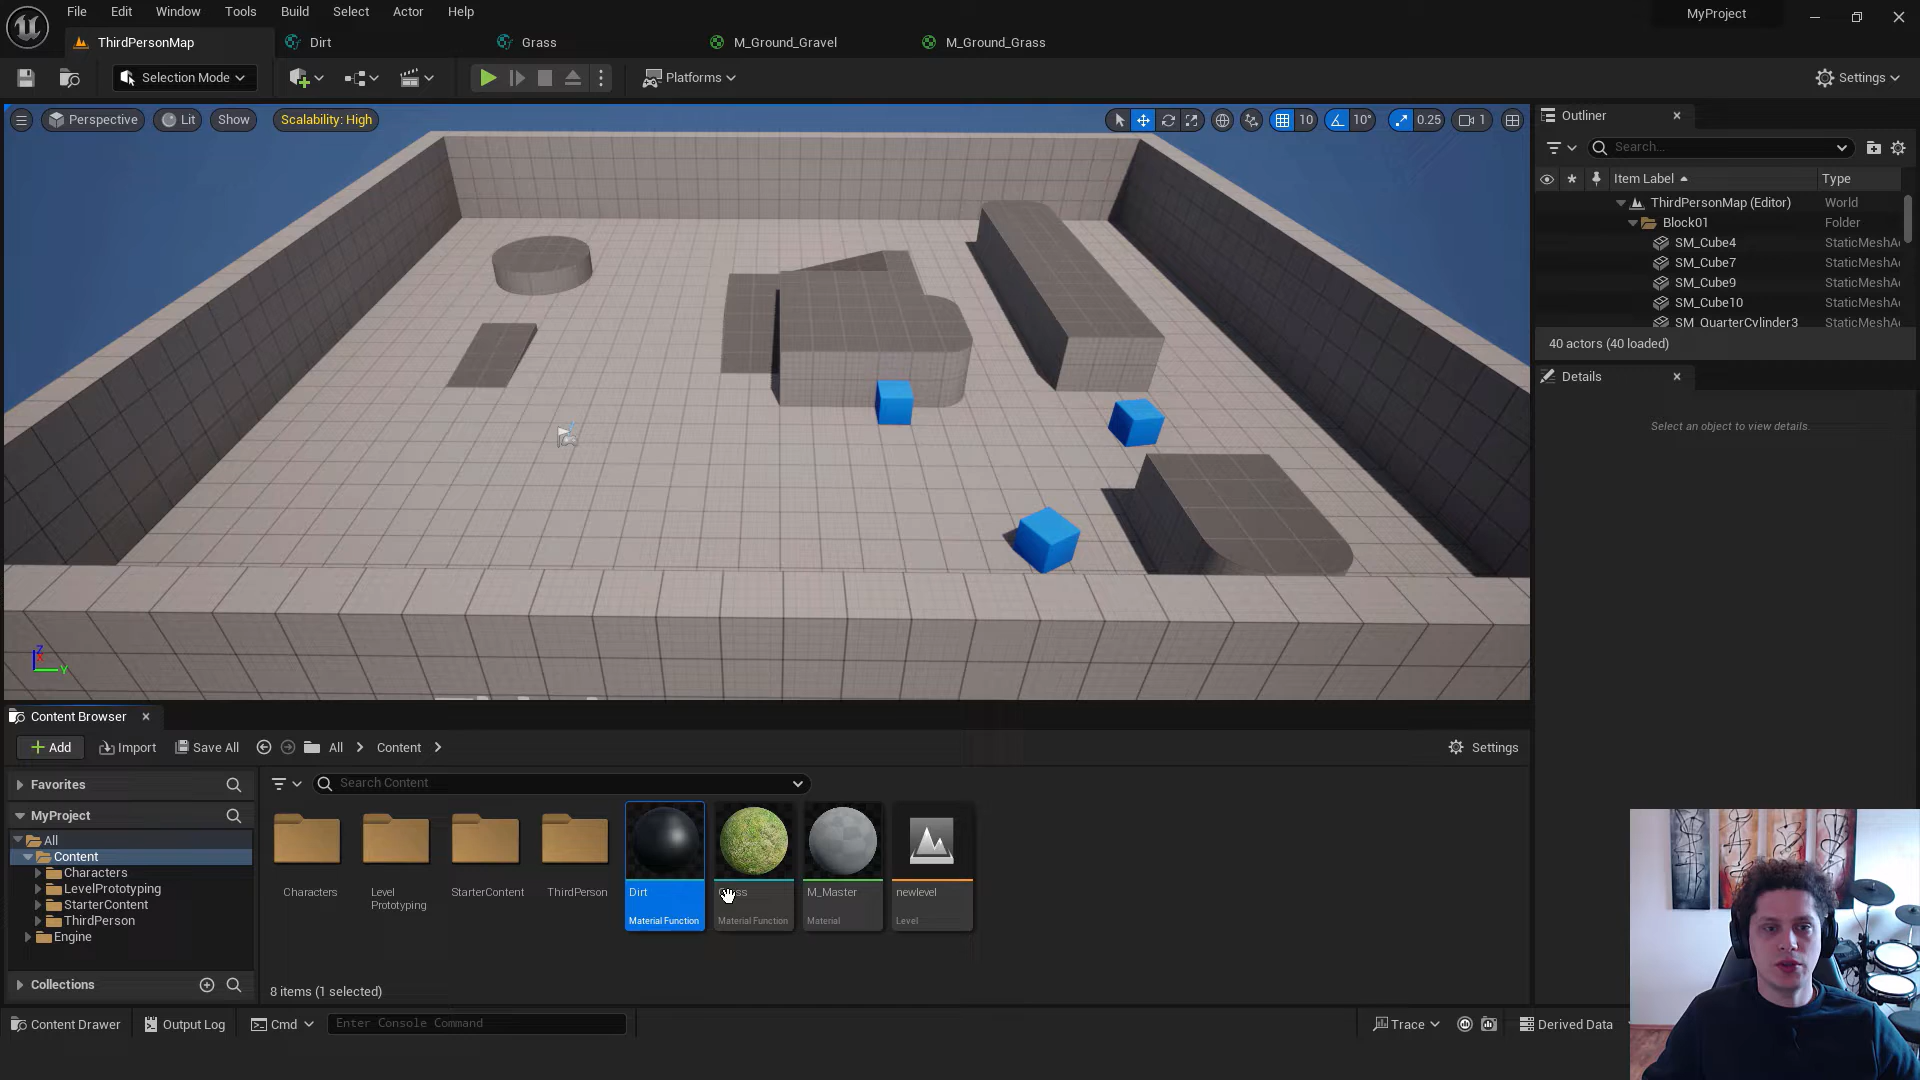 File Edit Window Tools Build Select Actor Help
MyProject
ThirdPersonMap Dirt Grass M_Ground_Gravel M_Ground_Grass
Selection Mode Platforms Settings
Perspective Lit Show Scalability: High 10 10° 0.25 1
Outliner
Search...
Item Label Type
ThirdPersonMap (Editor) World
Block01 Folder
SM_Cube4 StaticMeshA
SM_Cube7 StaticMeshA
SM_Cube9 StaticMeshA
SM_Cube10 StaticMeshA
SM_QuarterCylinder3 StaticMeshA
40 actors (40 loaded)
Details
Select an object to view details.
Z
Y
Content Browser
Add Import Save All All Content Settings
Favorites
Search Content
MyProject
All
Content
Characters
LevelPrototyping
StarterContent
ThirdPerson
Engine
Collections
Characters
Level
Prototyping
StarterContent
ThirdPerson
Dirt
Material Function
Material Function
M_Master
Material
newlevel
Level
8 items (1 selected)
Content Drawer Output Log Cmd Enter Console Command Trace Derived Data